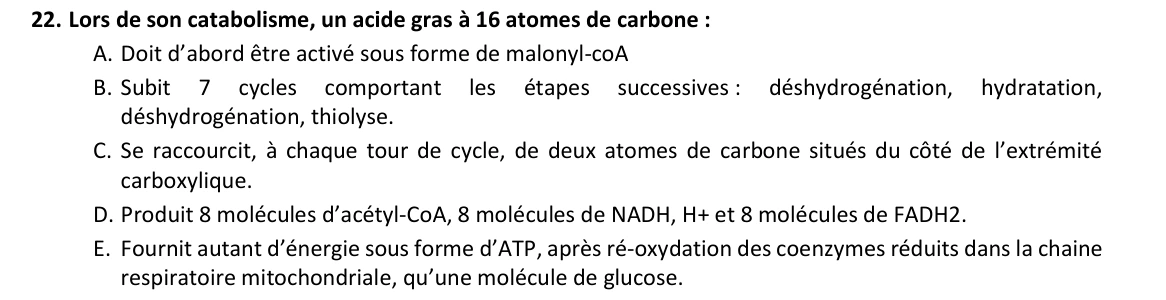 22. Lors de son catabolisme, un acide gras à 16 atomes de carbone :
A. Doit d’abord être activé sous forme de malonyl-coA
B. Subit 7 cycles comportant les étapes successives : déshydrogénation, hydratation,
déshydrogénation, thiolyse.
C. Se raccourcit, à chaque tour de cycle, de deux atomes de carbone situés du côté de l’extrémité
carboxylique.
D. Produit 8 molécules d’acétyl-CoA, 8 molécules de NADH, H+ et 8 molécules de FADH2.
E. Fournit autant d’énergie sous forme d’ATP, après ré-oxydation des coenzymes réduits dans la chaine
respiratoire mitochondriale, qu’une molécule de glucose.